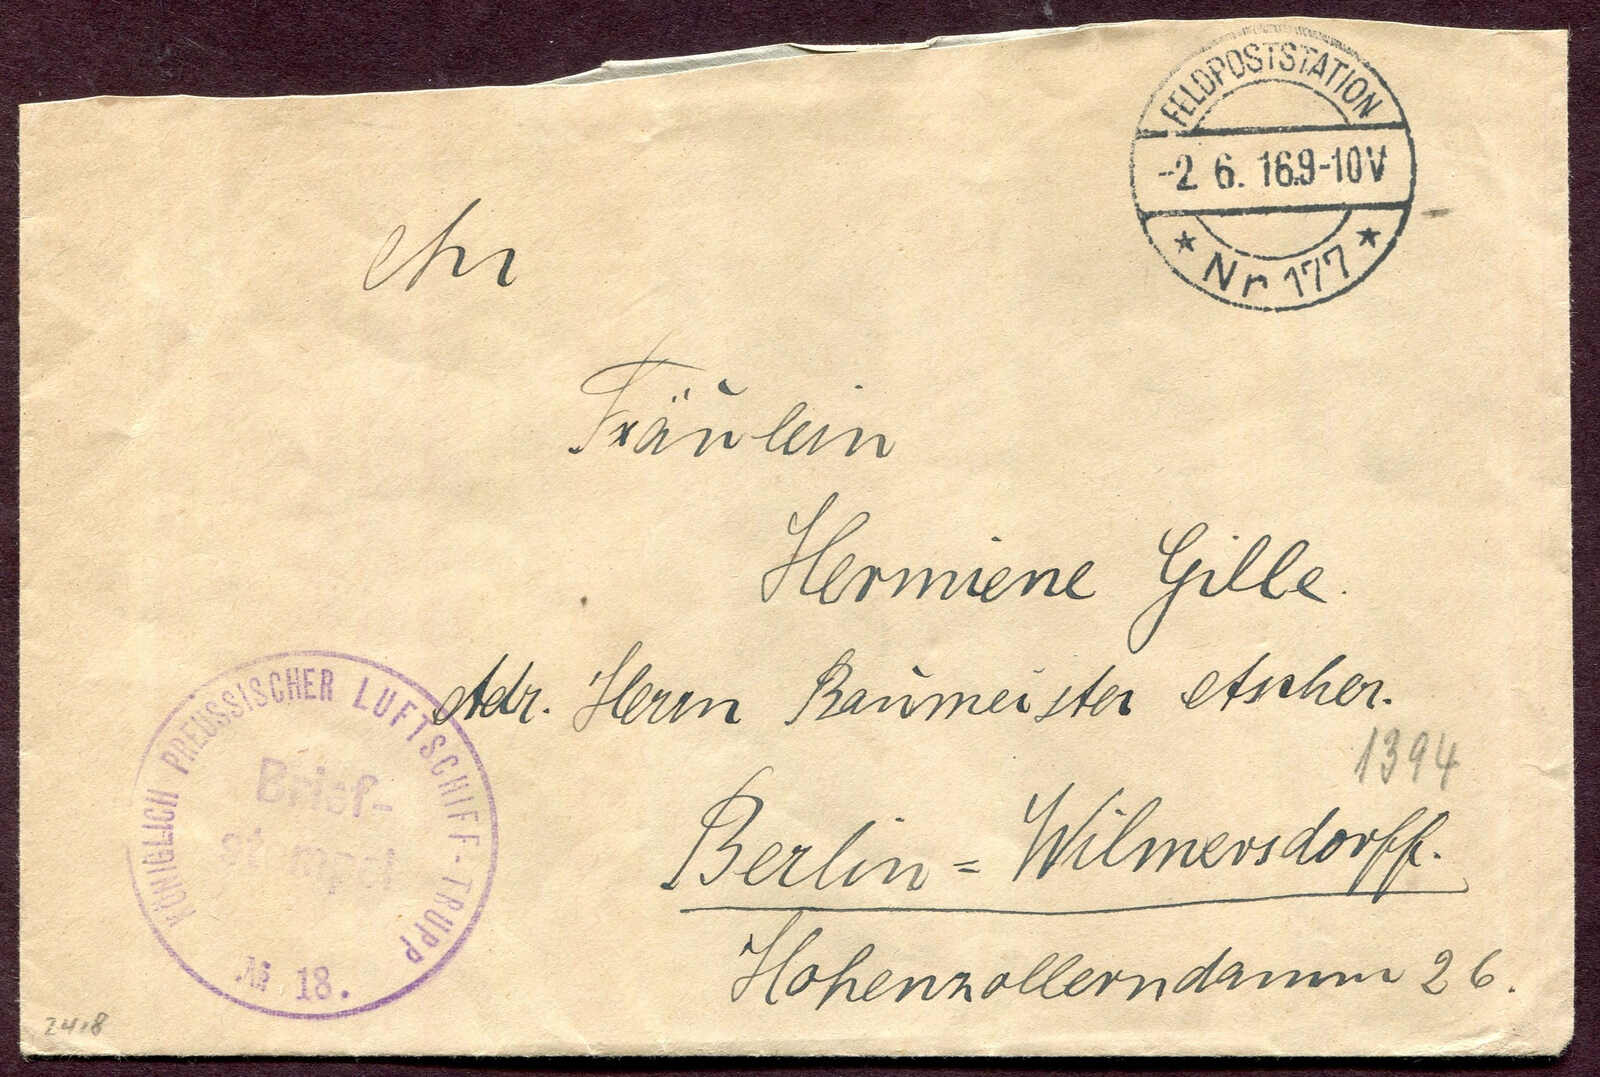 FELDPOSTSTATION
-2 6. 16.9-10V
* Nr 177 *
An
Fräulein
Hermiene Gille.
Adr. Herrn Baumeister Ascher.
1394
Berlin = Wilmersdorff.
Hohenzollerndamm 26.
KÖNIGLICH PREUSSISCHER LUFTSCHIFF-TRUPP
Brief-
stempel
№ 18.
2418